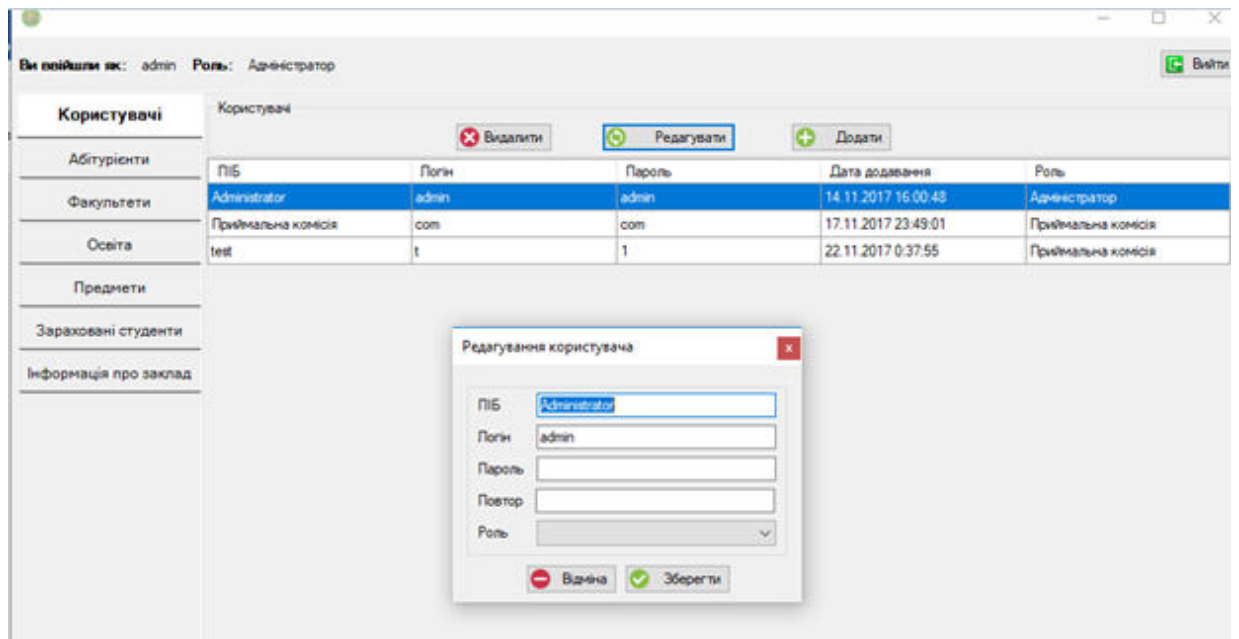 Ви ввійшли як: admin Роль: Адміністратор
Вийти
Користувачі
Абітурієнти
Факультети
Освіта
Предмети
Зараховані студенти
Інформація про заклад
Користувачі
Видалити Редагувати Додати
ПІБ Логін Пароль Дата додавання Роль
Administrator admin admin 14.11.2017 16:00:48 Адміністратор
Приймальна комісія com com 17.11.2017 23:49:01 Приймальна комісія
test t 1 22.11.2017 0:37:55 Приймальна комісія
Редагування користувача
ПІБ Administrator
Логін admin
Пароль
Повтор
Роль
Відміна Зберегти